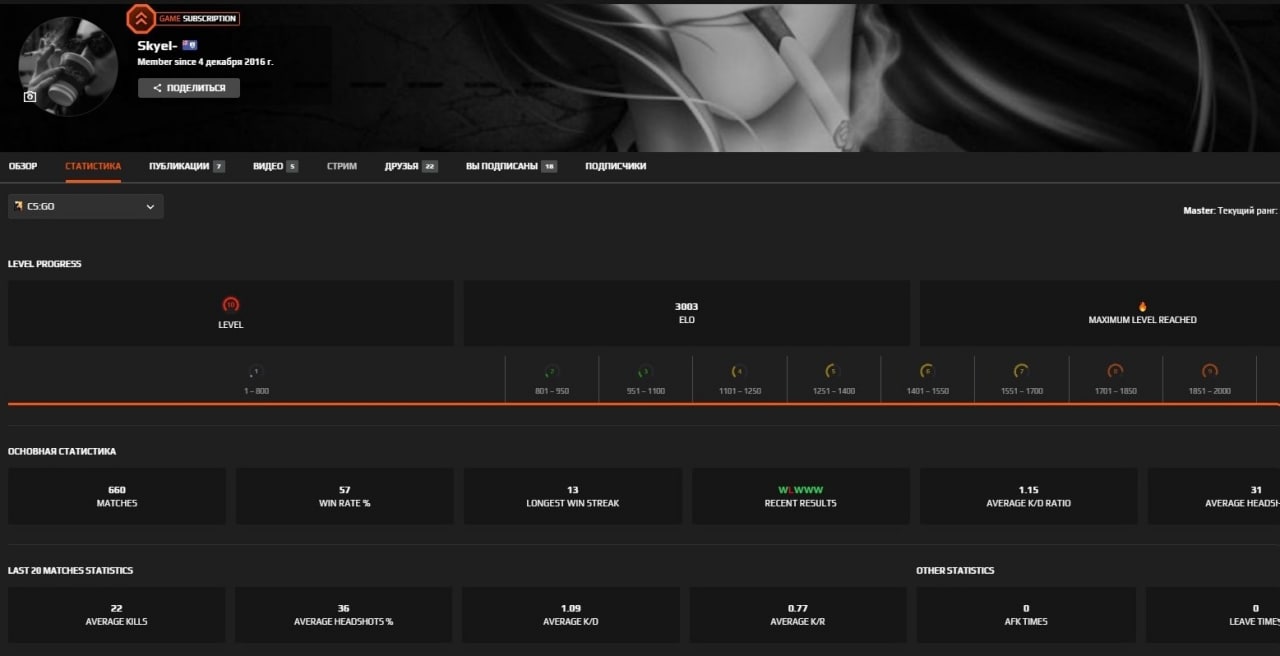 GAME SUBSCRIPTION
Skyel-
Member since 4 декабря 2016 г.
ПОДЕЛИТЬСЯ
ОБЗОР СТАТИСТИКА ПУБЛИКАЦИИ 7 ВИДЕО 5 СТРИМ ДРУЗЬЯ 22 ВЫ ПОДПИСАНЫ 18 ПОДПИСЧИКИ
CS:GO
Master: Текущий ранг:
LEVEL PROGRESS
10
LEVEL
3003
ELO
MAXIMUM LEVEL REACHED
1 2 3 4 5 6 7 8 9
1 – 800 801 – 950 951 – 1100 1101 – 1250 1251 – 1400 1401 – 1550 1551 – 1700 1701 – 1850 1851 – 2000
ОСНОВНАЯ СТАТИСТИКА
660 57 13 WLWWW 1.15 31
MATCHES WIN RATE % LONGEST WIN STREAK RECENT RESULTS AVERAGE K/D RATIO AVERAGE HEADSH
LAST 20 MATCHES STATISTICS OTHER STATISTICS
22 36 1.09 0.77 0 0
AVERAGE KILLS AVERAGE HEADSHOTS % AVERAGE K/D AVERAGE K/R AFK TIMES LEAVE TIMES